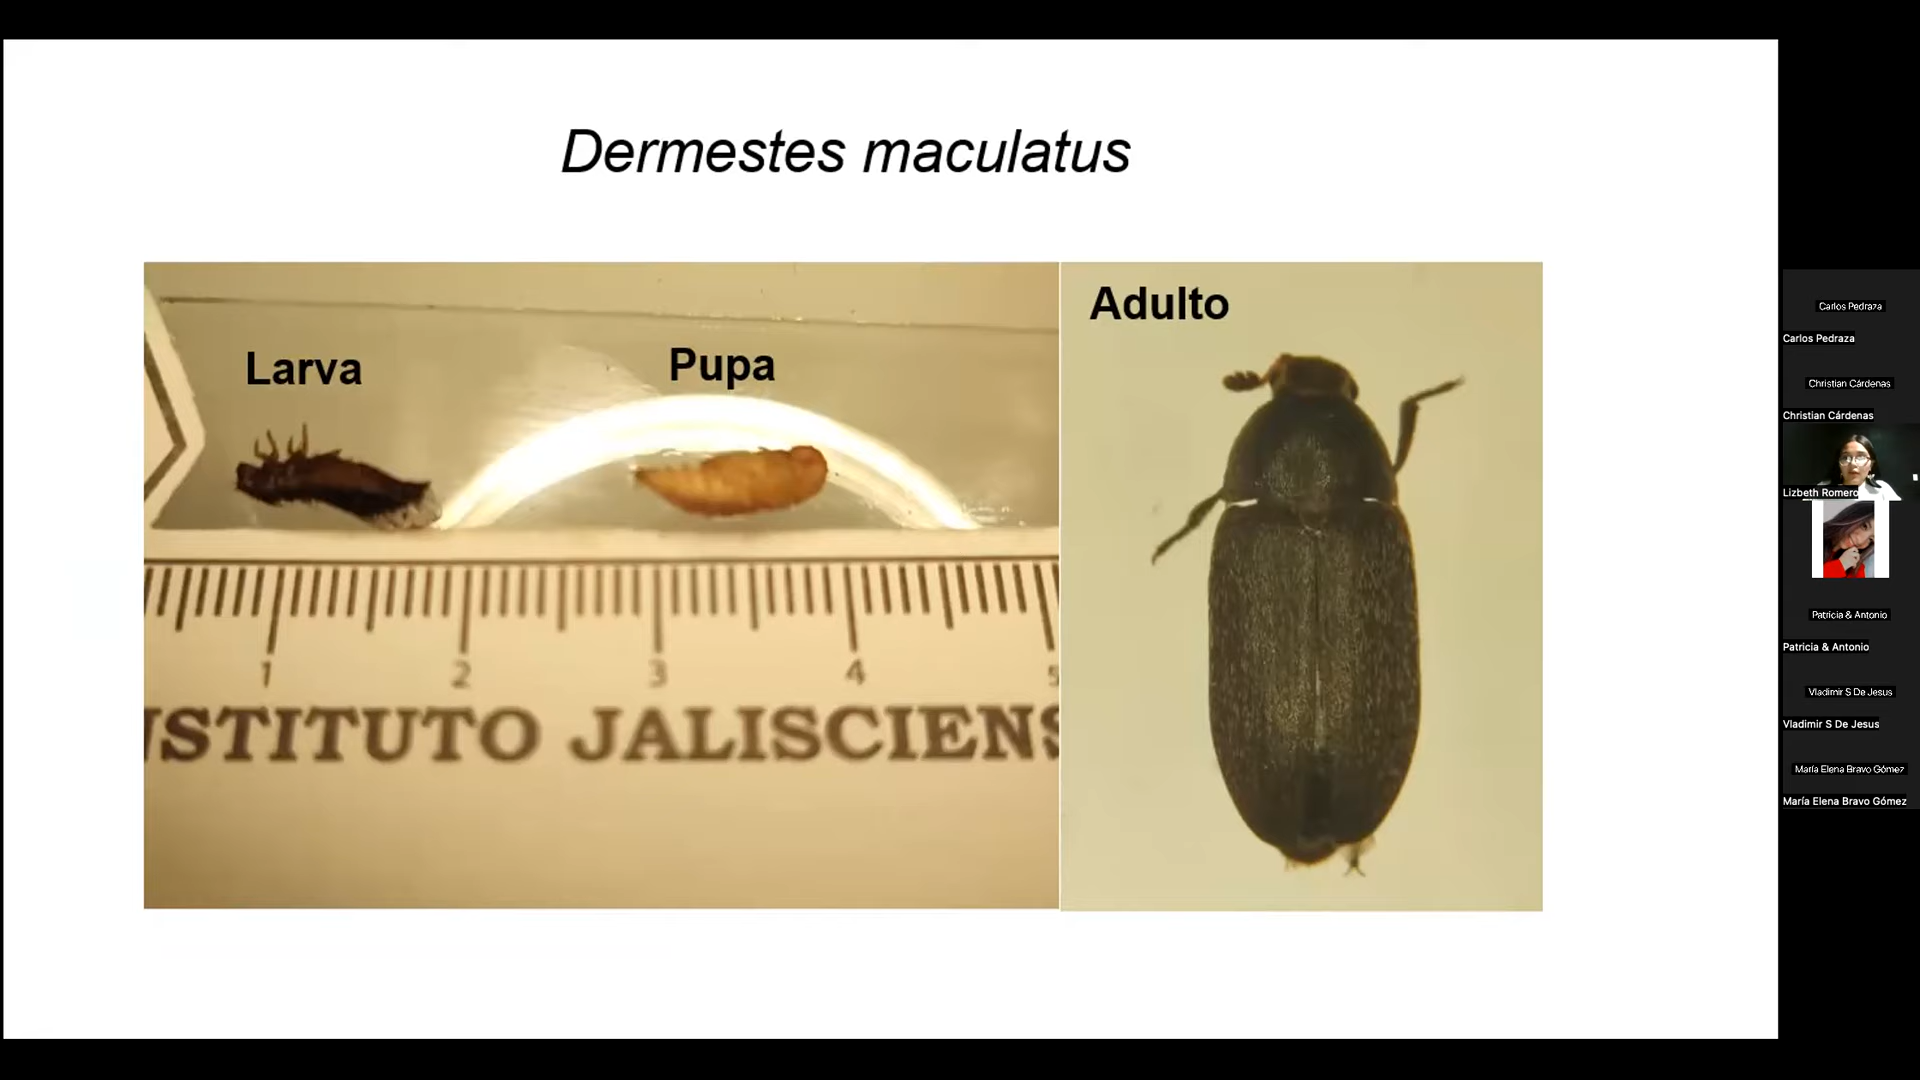 Dermestes maculatus
Larva
Pupa
Adulto
1 2 3 4 5
NSTITUTO JALISCIENS
Carlos Pedraza
Carlos Pedraza
Christian Cárdenas
Christian Cárdenas
Lizbeth Romero
Patricia & Antonio
Patricia & Antonio
Vladimir S De Jesus
Vladimir S De Jesus
María Elena Bravo Gómez
María Elena Bravo Gómez